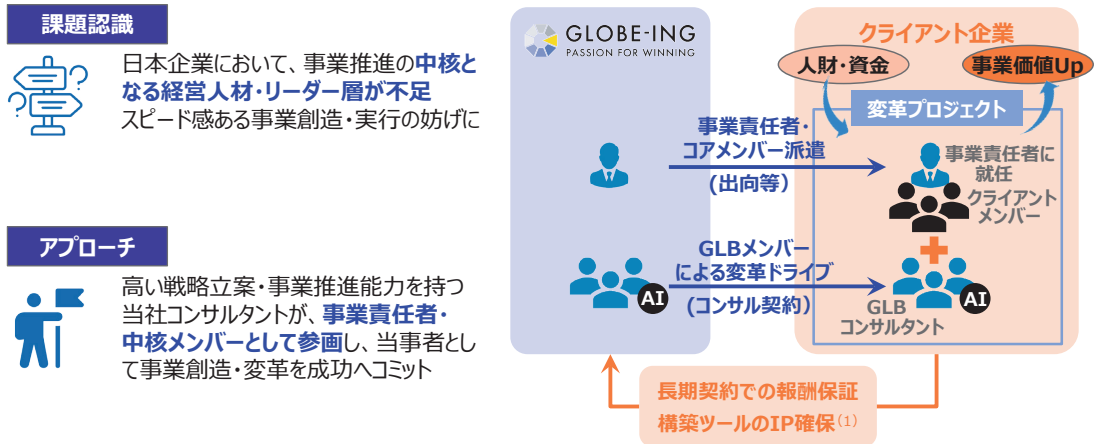 課題認識
日本企業において、事業推進の中核と
なる経営人材・リーダー層が不足
スピード感ある事業創造・実行の妨げに
アプローチ
高い戦略立案・事業推進能力を持つ
当社コンサルタントが、事業責任者・
中核メンバーとして参画し、当事者とし
て事業創造・変革を成功へコミット
GLOBE-ING
PASSION FOR WINNING
クライアント企業
人財・資金
事業価値Up
変革プロジェクト
事業責任者・
コアメンバー派遣
(出向等)
事業責任者に
就任
クライアント
メンバー
GLBメンバー
による変革ドライブ
(コンサル契約)
AI
AI
GLB
コンサルタント
長期契約での報酬保証
構築ツールのIP確保(1)